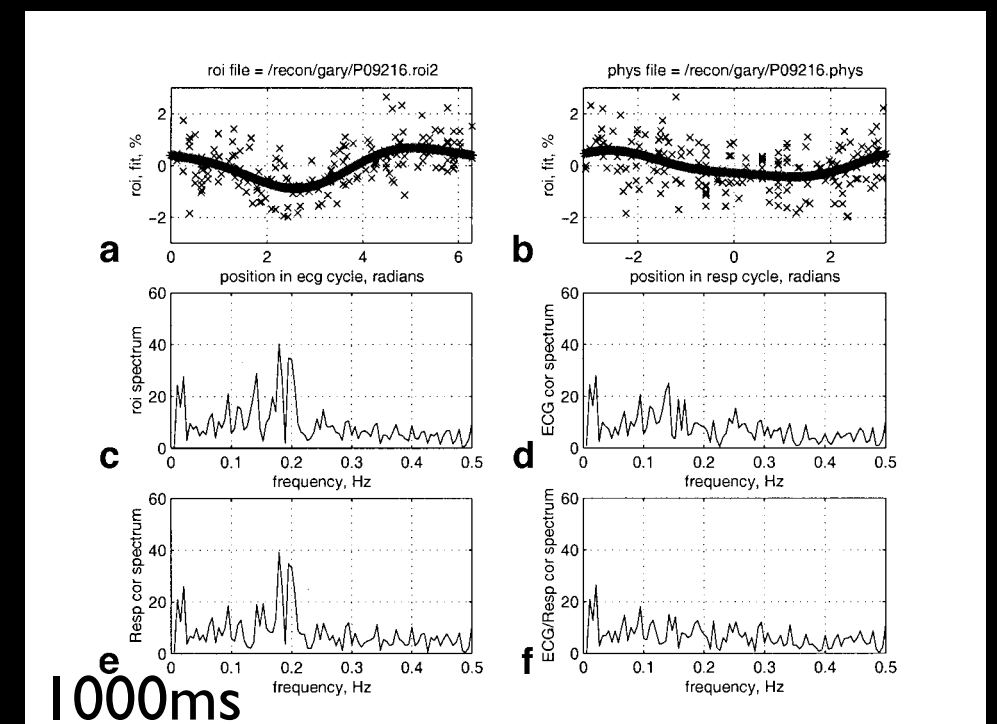 roi file = /recon/gary/P09216.roi2
roi, fit, %
2
0
−2
0 2 4 6
position in ecg cycle, radians
a
phys file = /recon/gary/P09216.phys
roi, fit, %
2
0
−2
−2 0 2
position in resp cycle, radians
b
roi spectrum
60
40
20
0
0 0.1 0.2 0.3 0.4 0.5
frequency, Hz
c
ECG cor spectrum
60
40
20
0
0 0.1 0.2 0.3 0.4 0.5
frequency, Hz
d
Resp cor spectrum
60
40
20
0
0 0.1 0.2 0.3 0.4 0.5
frequency, Hz
e
ECG/Resp cor spectrum
60
40
20
0
0 0.1 0.2 0.3 0.4 0.5
frequency, Hz
f
1000ms